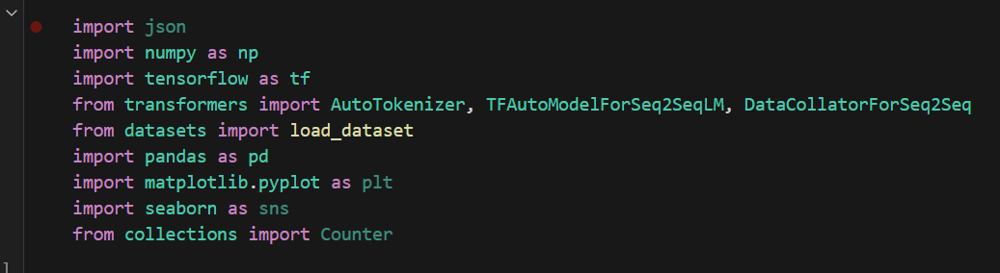 import json
import numpy as np
import tensorflow as tf
from transformers import AutoTokenizer, TFAutoModelForSeq2SeqLM, DataCollatorForSeq2Seq
from datasets import load_dataset
import pandas as pd
import matplotlib.pyplot as plt
import seaborn as sns
from collections import Counter
]